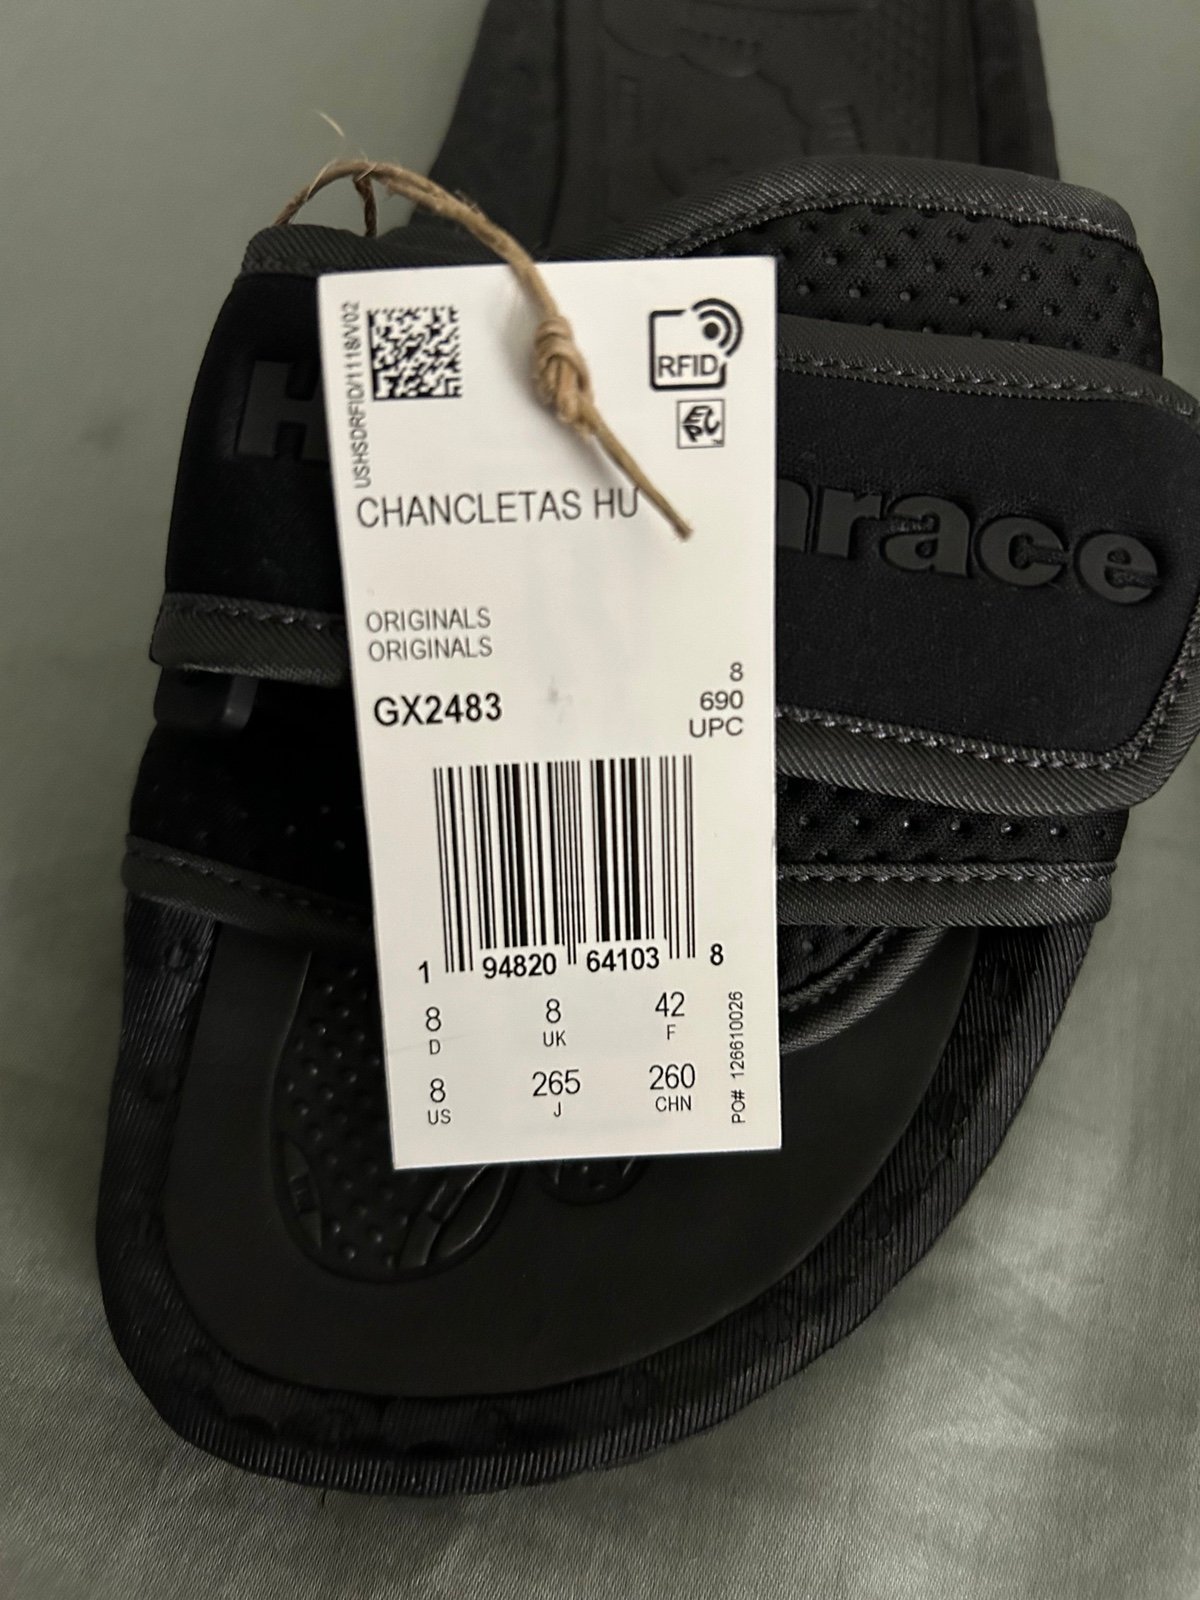 USHSDRFID/1118/V02
RFID
EPC
CHANCLETAS HU
ORIGINALS
ORIGINALS
GX2483
8
690
UPC
1 94820 64103 8
8 8 42
D UK F
8 265 260
US J CHN
PO# 126610026